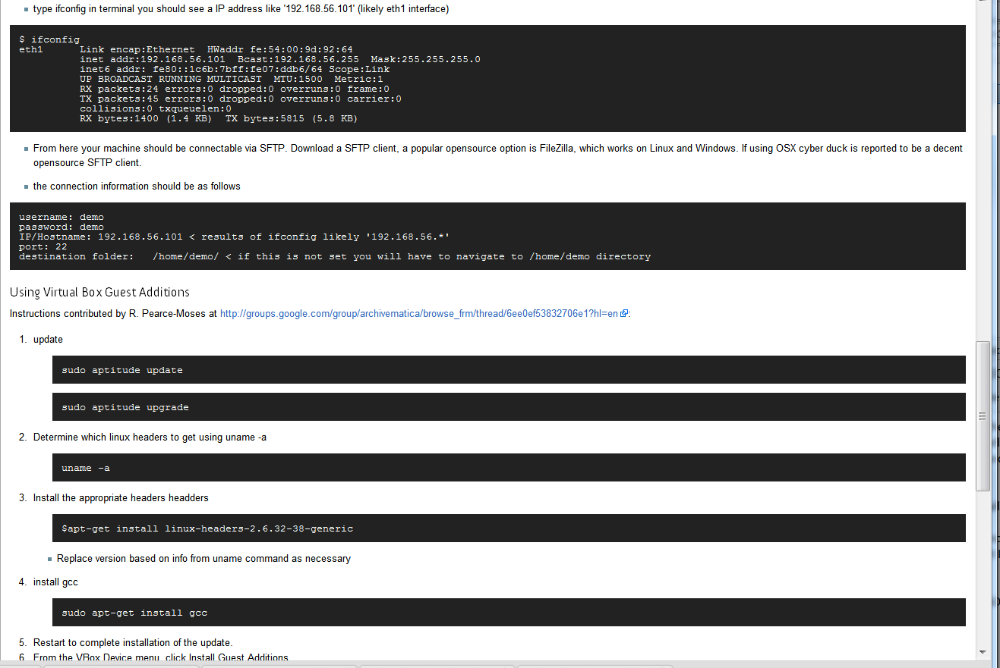 type ifconfig in terminal you should see a IP address like '192.168.56.101' (likely eth1 interface)
$ ifconfig
eth1      Link encap:Ethernet  HWaddr fe:54:00:9d:92:64
          inet addr:192.168.56.101  Bcast:192.168.56.255  Mask:255.255.255.0
          inet6 addr: fe80::1c6b:7bff:fe07:ddb6/64 Scope:Link
          UP BROADCAST RUNNING MULTICAST  MTU:1500  Metric:1
          RX packets:24 errors:0 dropped:0 overruns:0 frame:0
          TX packets:45 errors:0 dropped:0 overruns:0 carrier:0
          collisions:0 txqueuelen:0
          RX bytes:1400 (1.4 KB)  TX bytes:5815 (5.8 KB)
From here your machine should be connectable via SFTP. Download a SFTP client, a popular opensource option is FileZilla, which works on Linux and Windows. If using OSX cyber duck is reported to be a decent
opensource SFTP client.
the connection information should be as follows
username: demo
password: demo
IP/Hostname: 192.168.56.101 < results of ifconfig likely '192.168.56.*'
port: 22
destination folder:   /home/demo/ < if this is not set you will have to navigate to /home/demo directory
Using Virtual Box Guest Additions
Instructions contributed by R. Pearce-Moses at http://groups.google.com/group/archivematica/browse_frm/thread/6ee0ef53832706e1?hl=en:
1. update
sudo aptitude update
sudo aptitude upgrade
2. Determine which linux headers to get using uname -a
uname -a
3. Install the appropriate headers headders
$apt-get install linux-headers-2.6.32-38-generic
Replace version based on info from uname command as necessary
4. install gcc
sudo apt-get install gcc
5. Restart to complete installation of the update.
6. From the VBox Device menu, click Install Guest Additions